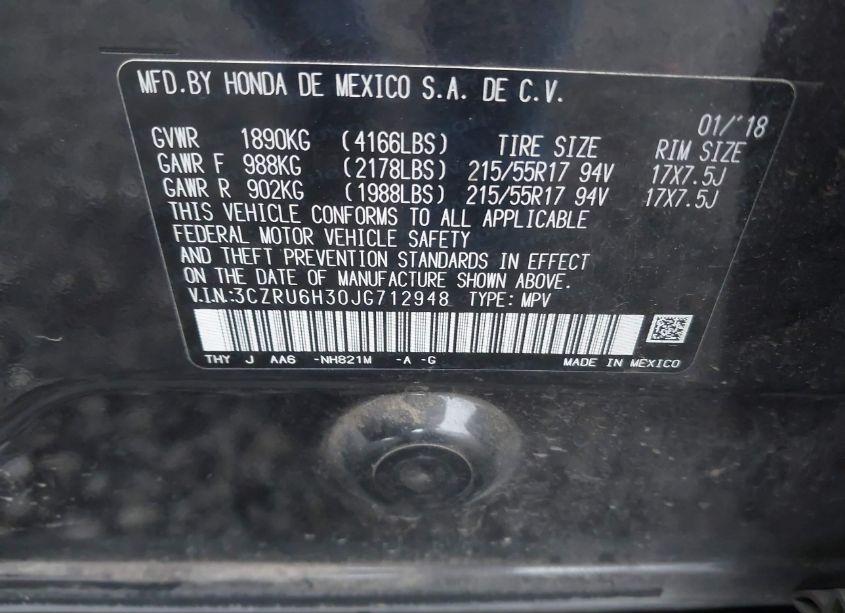 MFD.BY HONDA DE MEXICO S.A. DE C.V.
01/'18
GVWR 1890KG (4166LBS) TIRE SIZE RIM SIZE
GAWR F 988KG (2178LBS) 215/55R17 94V 17X7.5J
GAWR R 902KG (1988LBS) 215/55R17 94V 17X7.5J
THIS VEHICLE CONFORMS TO ALL APPLICABLE
FEDERAL MOTOR VEHICLE SAFETY
AND THEFT PREVENTION STANDARDS IN EFFECT
ON THE DATE OF MANUFACTURE SHOWN ABOVE.
V.I.N:3CZRU6H30JG712948 TYPE: MPV
THY J AA6 -NH821M -A -G MADE IN MEXICO